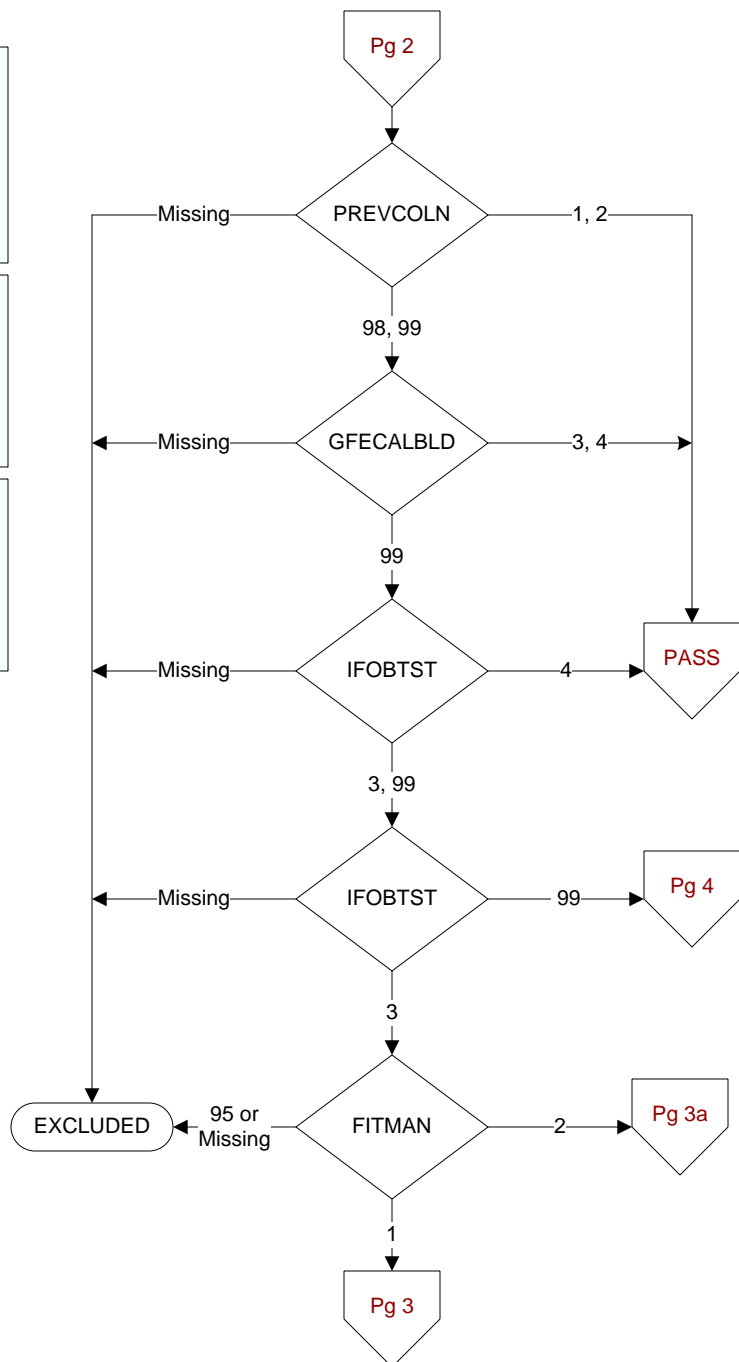 Pg 2
Missing
PREVCOLN
1, 2
98, 99
Missing
GFECALBLD
3, 4
99
Missing
IFOBTST
4
PASS
3, 99
Missing
IFOBTST
99
Pg 4
3
EXCLUDED
95 or
Missing
FITMAN
2
Pg 3a
1
Pg 3